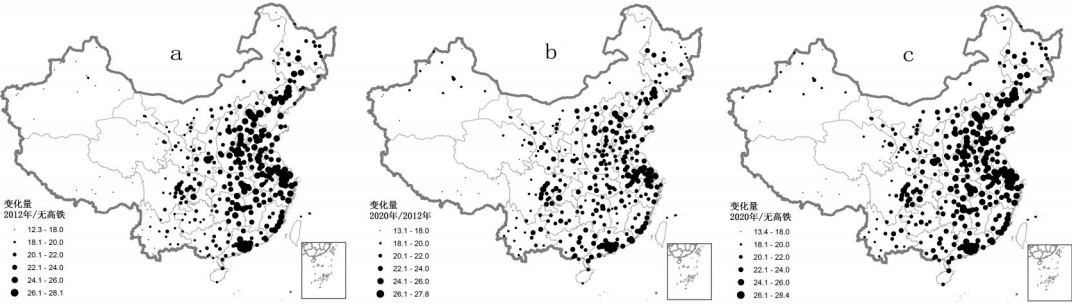 a
变化量
2012年/无高铁
12.3 - 18.0
18.1 - 20.0
20.1 - 22.0
22.1 - 24.0
24.1 - 26.0
26.1 - 28.1
b
变化量
2020年/2012年
13.1 - 18.0
18.1 - 20.0
20.1 - 22.0
22.1 - 24.0
24.1 - 26.0
26.1 - 27.8
c
变化量
2020年/无高铁
13.4 - 18.0
18.1 - 20.0
20.1 - 22.0
22.1 - 24.0
24.1 - 26.0
26.1 - 28.4